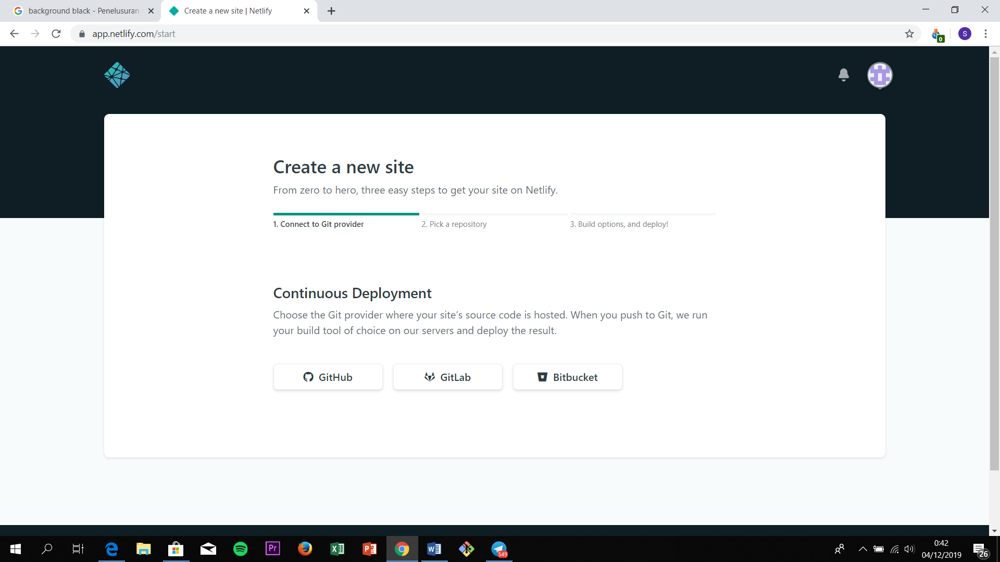 background black - Penelusuran
Create a new site | Netlify
app.netlify.com/start
0
S
Create a new site
From zero to hero, three easy steps to get your site on Netlify.
1. Connect to Git provider
2. Pick a repository
3. Build options, and deploy!
Continuous Deployment
Choose the Git provider where your site’s source code is hosted. When you push to Git, we run
your build tool of choice on our servers and deploy the result.
GitHub
GitLab
Bitbucket
Pr
549
0:42
04/12/2019
26